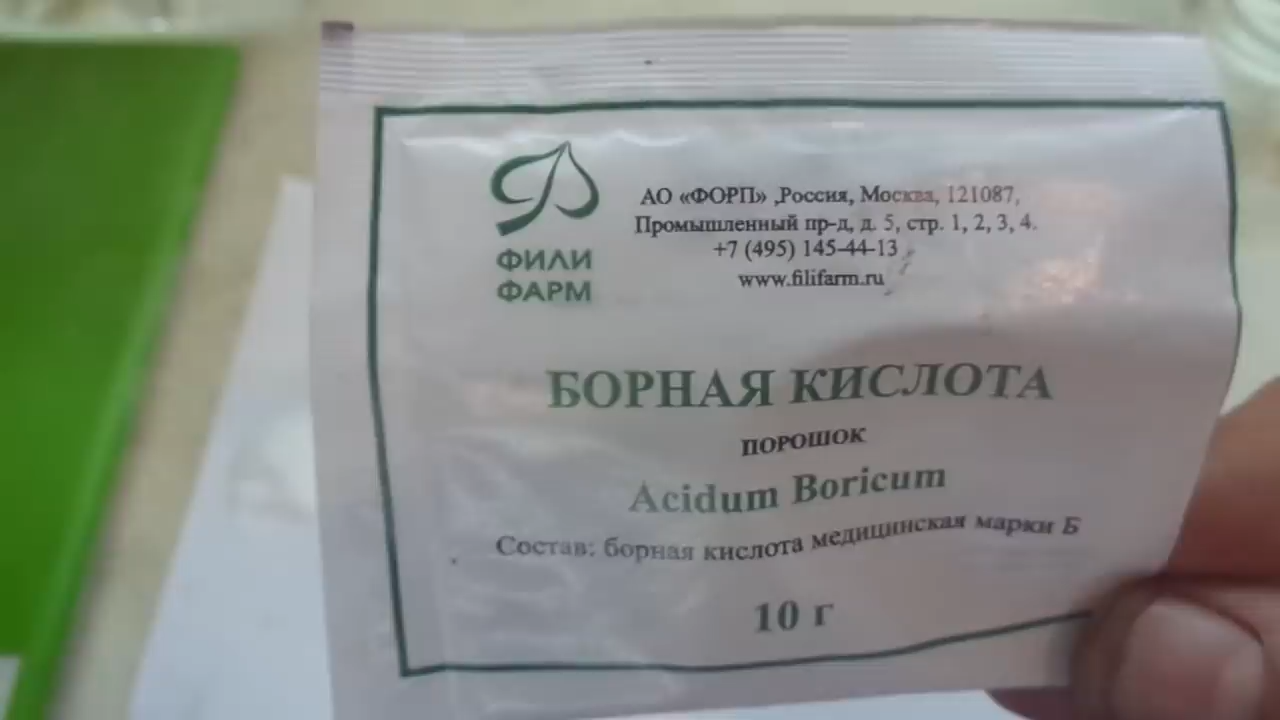 ФИЛИ
ФАРМ
АО «ФОРП» ,Россия, Москва, 121087,
Промышленный пр-д, д. 5, стр. 1, 2, 3, 4.
+7 (495) 145-44-13
www.filifarm.ru
БОРНАЯ КИСЛОТА
ПОРОШОК
Acidum Boricum
Состав: борная кислота медицинская марки Б
10 г